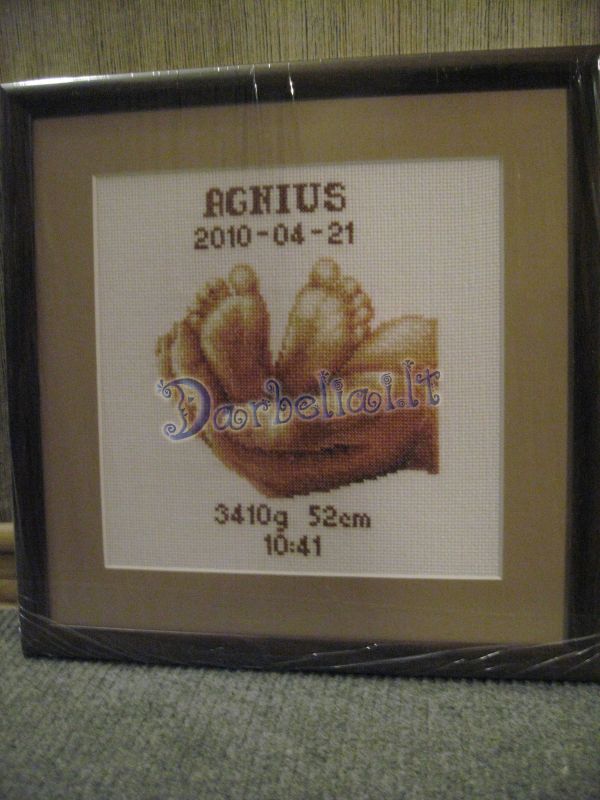 AGNIUS
2010-04-21
Darbeliai.lt
3410g 52cm
10:41